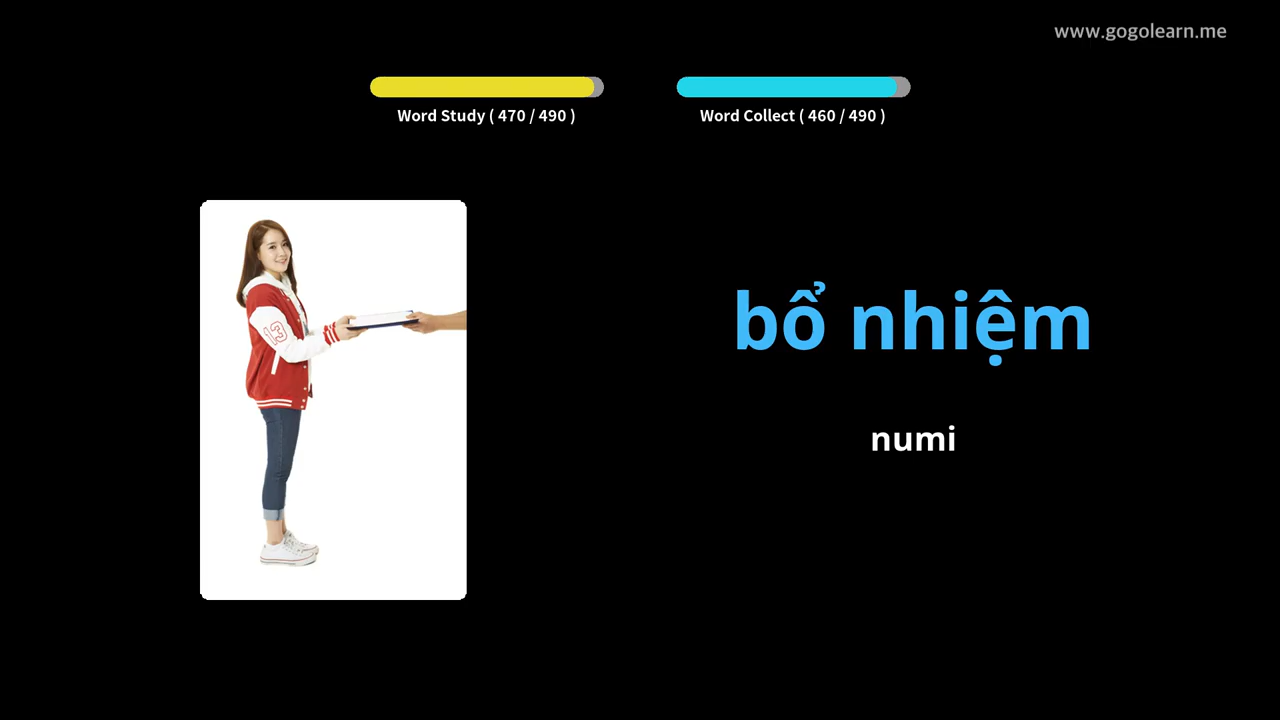 www.gogolearn.me
Word Study ( 470 / 490 )
Word Collect ( 460 / 490 )
13
bổ nhiệm
numi